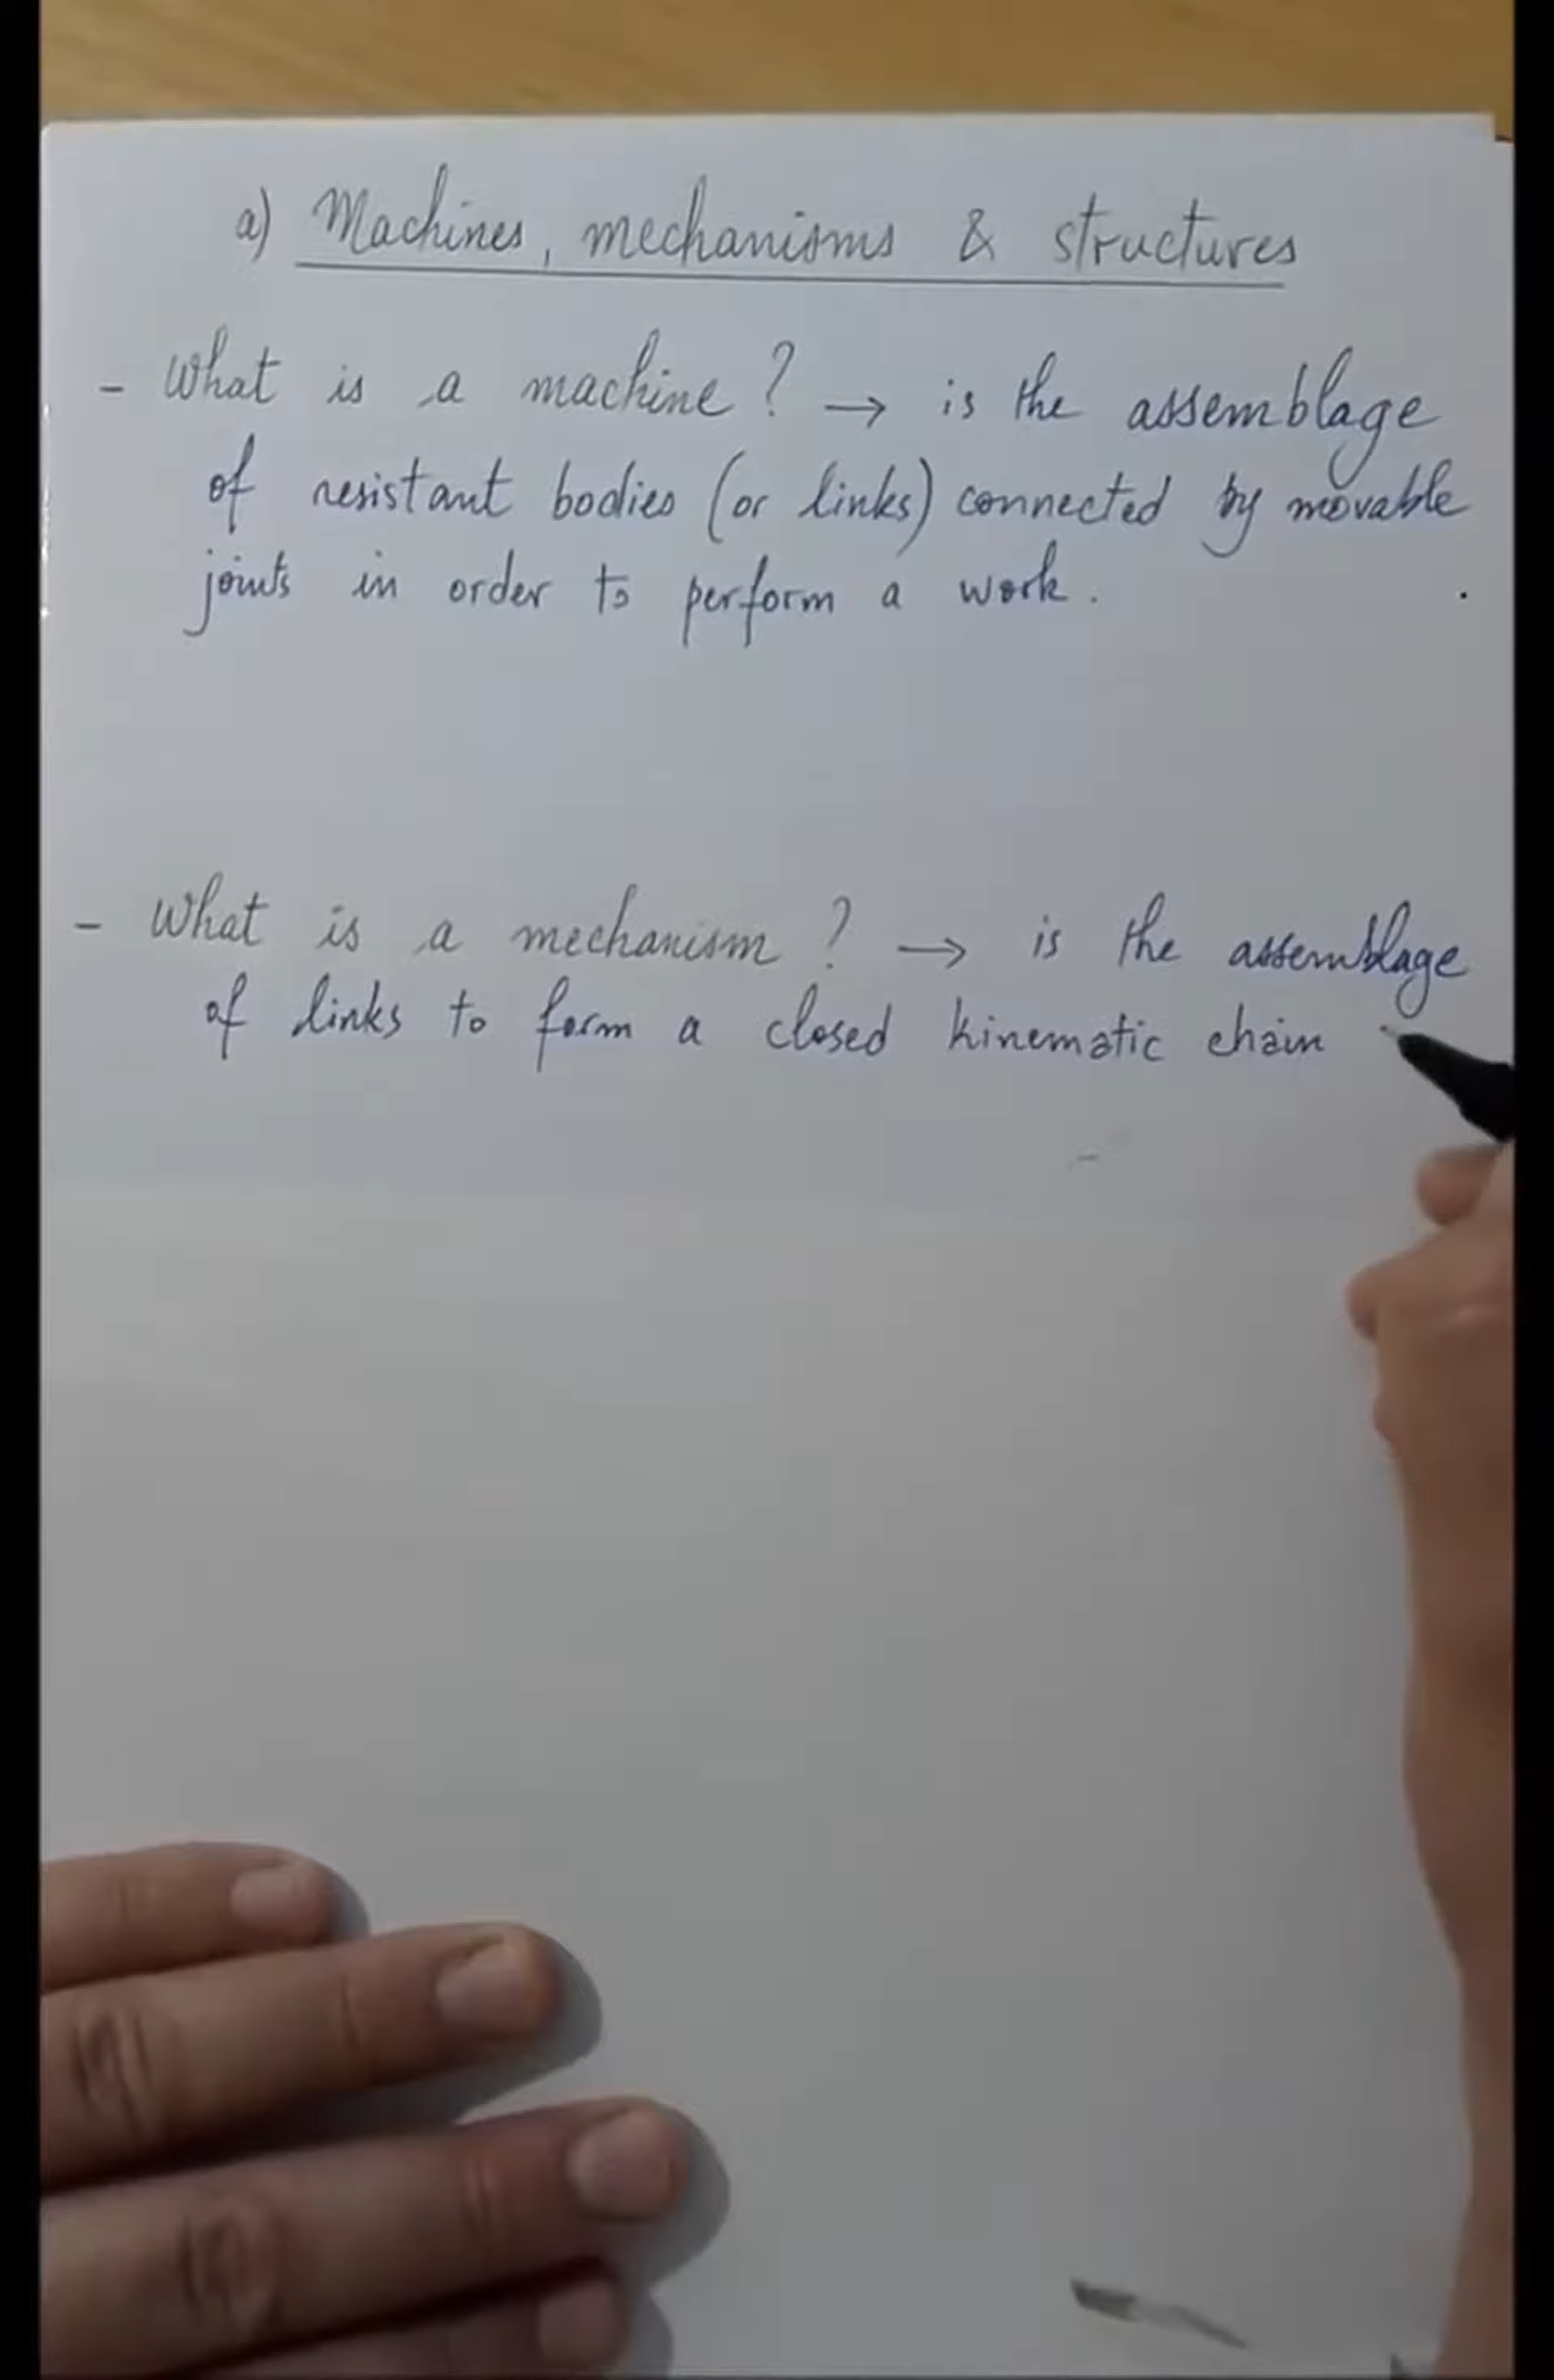 a) Machines, mechanisms & structures
- What is a machine? → is the assemblage
of resistant bodies (or links) connected by movable
joints in order to perform a work.
- What is a mechanism? → is the assemblage
of links to form a closed kinematic chain